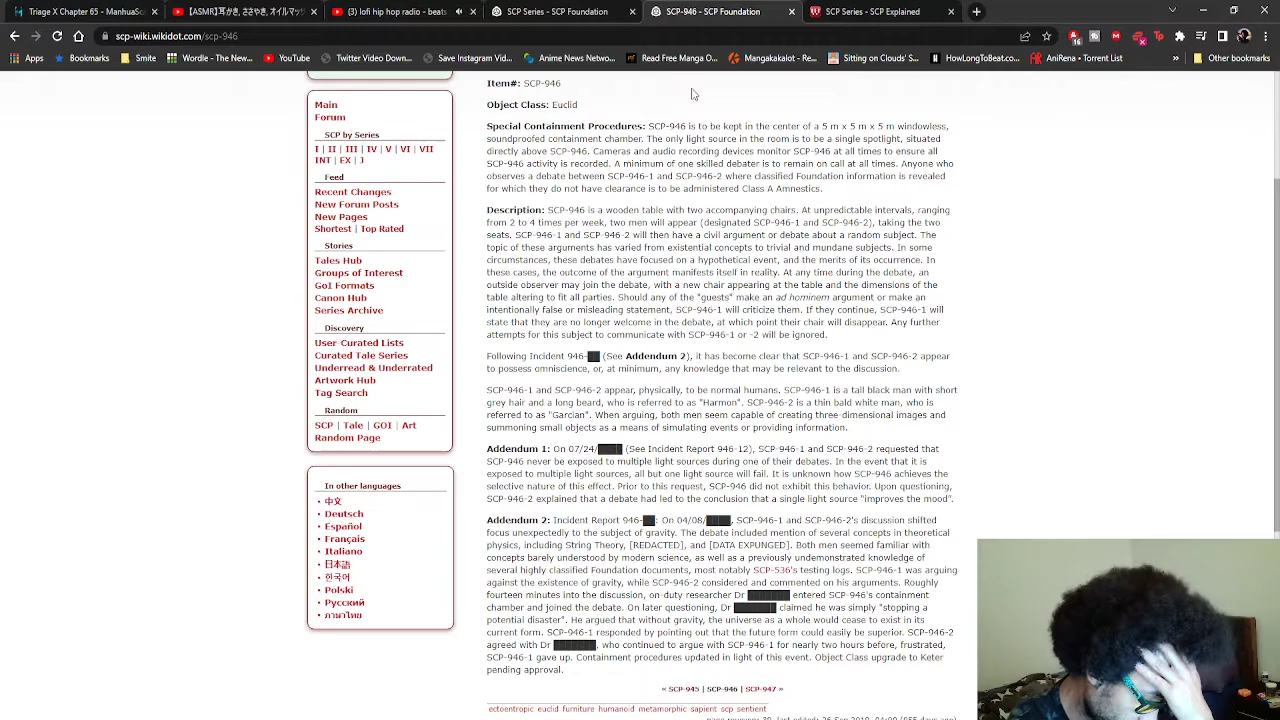 Triage X Chapter 65 - ManhuaSc
【ASMR】耳かき、ささやき、オイルマッ
(3) lofi hip hop radio - beat
SCP Series - SCP Foundation
SCP-946 - SCP Foundation
SCP Series - SCP Explained
scp-wiki.wikidot.com/scp-946
16
Bookmarks
Smite
Wordle - The New...
YouTube
Twitter Video Down...
Save Instagram Vide...
Anime News Netwo...
Read Free Manga O...
Mangakakalot - Re...
Sitting on Clouds' S...
HowLongToBeat.co...
AniRena • Torrent List
Other bookmarks
Main
Forum
SCP by Series
I | II | III | IV | V | VI | VII
INT | EX | J
Feed
Recent Changes
New Forum Posts
New Pages
Shortest | Top Rated
Stories
Tales Hub
Groups of Interest
GoI Formats
Canon Hub
Series Archive
Discovery
User-Curated Lists
Curated Tale Series
Underread & Underrated
Artwork Hub
Tag Search
Random
SCP | Tale | GOI | Art
Random Page
In other languages
中文
Deutsch
Español
Français
Italiano
日本語
한국어
Polski
Русский
ภาษาไทย
Item#: SCP-946
Object Class: Euclid
Special Containment Procedures: SCP-946 is to be kept in the center of a 5 m x 5 m x 5 m windowless,
soundproofed containment chamber. The only light source in the room is to be a single spotlight, situated
directly above SCP-946. Cameras and audio recording devices monitor SCP-946 at all times to ensure all
SCP-946 activity is recorded. A minimum of one skilled debater is to remain on call at all times. Anyone who
observes a debate between SCP-946-1 and SCP-946-2 where classified Foundation information is revealed
for which they do not have clearance is to be administered Class A Amnestics.
Description: SCP-946 is a wooden table with two accompanying chairs. At unpredictable intervals, ranging
from 2 to 4 times per week, two men will appear (designated SCP-946-1 and SCP-946-2), taking the two
seats. SCP-946-1 and SCP-946-2 will then have a civil argument or debate about a random subject. The
topic of these arguments has varied from existential concepts to trivial and mundane subjects. In some
circumstances, these debates have focused on a hypothetical event, and the merits of its occurrence. In
these cases, the outcome of the argument manifests itself in reality. At any time during the debate, an
outside observer may join the debate, with a new chair appearing at the table and the dimensions of the
table altering to fit all parties. Should any of the "guests" make an ad hominem argument or make an
intentionally false or misleading statement, SCP-946-1 will criticize them. If they continue, SCP-946-1 will
state that they are no longer welcome in the debate, at which point their chair will disappear. Any further
attempts for this subject to communicate with SCP-946-1 or -2 will be ignored.
Following Incident 946-██ (See Addendum 2), it has become clear that SCP-946-1 and SCP-946-2 appear
to possess omniscience, or, at minimum, any knowledge that may be relevant to the discussion.
SCP-946-1 and SCP-946-2 appear, physically, to be normal humans. SCP-946-1 is a tall black man with short
grey hair and a long beard, who is referred to as "Harmon". SCP-946-2 is a thin bald white man, who is
referred to as "Garcian". When arguing, both men seem capable of creating three-dimensional images and
summoning small objects as a means of simulating events or providing information.
Addendum 1: On 07/24/████ (See Incident Report 946-12), SCP-946-1 and SCP-946-2 requested that
SCP-946 never be exposed to multiple light sources during one of their debates. In the event that it is
exposed to multiple light sources, all but one light source will fail. It is unknown how SCP-946 achieves the
selective nature of this effect. Prior to this request, SCP-946 did not exhibit this behavior. Upon questioning,
SCP-946-2 explained that a debate had led to the conclusion that a single light source "improves the mood".
Addendum 2: Incident Report 946-██: On 04/08/████, SCP-946-1 and SCP-946-2's discussion shifted
focus unexpectedly to the subject of gravity. The debate included mention of several concepts in theoretical
physics, including String Theory, [REDACTED], and [DATA EXPUNGED]. Both men seemed familiar with
concepts barely understood by modern science, as well as a previously undemonstrated knowledge of
several highly classified Foundation documents, most notably SCP-536's testing logs. SCP-946-1 was arguing
against the existence of gravity, while SCP-946-2 considered and commented on his arguments. Roughly
fourteen minutes into the discussion, on-duty researcher Dr ███████ entered SCP-946's containment
chamber and joined the debate. On later questioning, Dr ███████ claimed he was simply "stopping a
potential disaster". He argued that without gravity, the universe as a whole would cease to exist in its
current form. SCP-946-1 responded by pointing out that the future form could easily be superior. SCP-946-2
agreed with Dr ███████, who continued to argue with SCP-946-1 for nearly two hours before, frustrated,
SCP-946-1 gave up. Containment procedures updated in light of this event. Object Class upgrade to Keter
pending approval.
« SCP-945 | SCP-946 | SCP-947 »
ectoentropic euclid furniture humanoid metamorphic sapient scp sentient